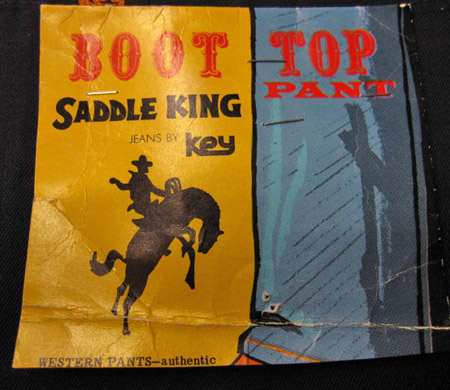 BOOT TOP
PANT
SADDLE KING
JEANS BY Key
WESTERN PANTS—authentic